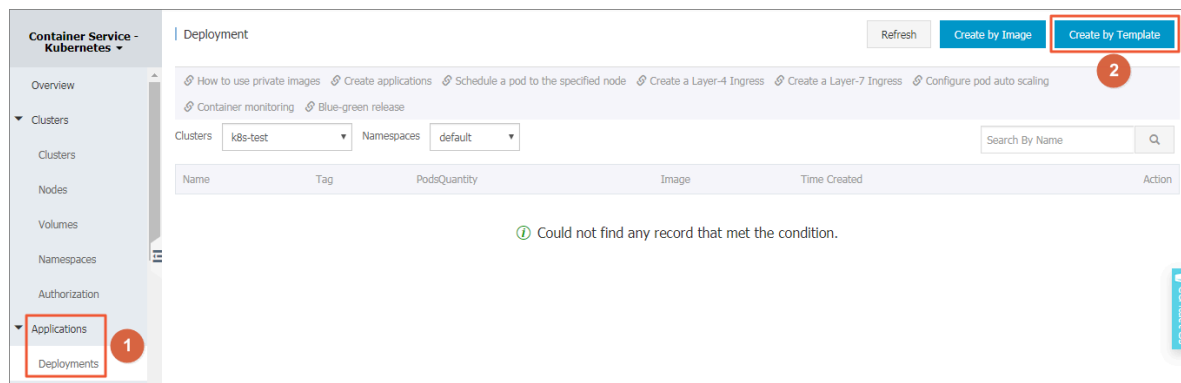 Container Service -
Kubernetes
Overview
Clusters
Clusters
Nodes
Volumes
Namespaces
Authorization
Applications
Deployments
1
Deployment
Refresh
Create by Image
Create by Template
2
How to use private images
Create applications
Schedule a pod to the specified node
Create a Layer-4 Ingress
Create a Layer-7 Ingress
Configure pod auto scaling
Container monitoring
Blue-green release
Clusters
k8s-test
Namespaces
default
Search By Name
Name
Tag
PodsQuantity
Image
Time Created
Action
Could not find any record that met the condition.